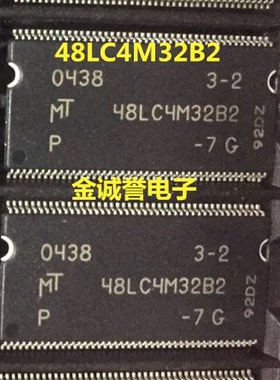 48LC4M32B2
0438 3-2
MT 48LC4M32B2
P -7 G
92DZ
金诚誉电子
0438 3-2
MT 48LC4M32B2
P -7 G
92DZ